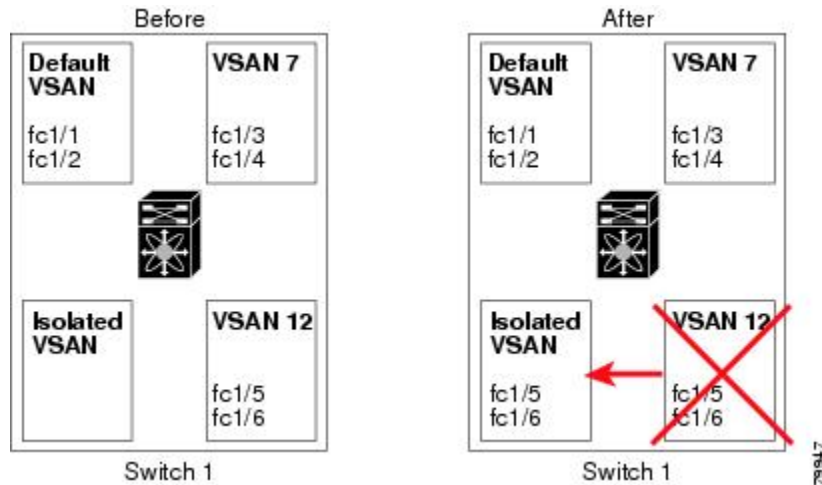 Before
Default
VSAN
fc1/1
fc1/2
VSAN 7
fc1/3
fc1/4
Isolated
VSAN
VSAN 12
fc1/5
fc1/6
Switch 1
After
Default
VSAN
fc1/1
fc1/2
VSAN 7
fc1/3
fc1/4
Isolated
VSAN
fc1/5
fc1/6
VSAN 12
fc1/5
fc1/6
Switch 1